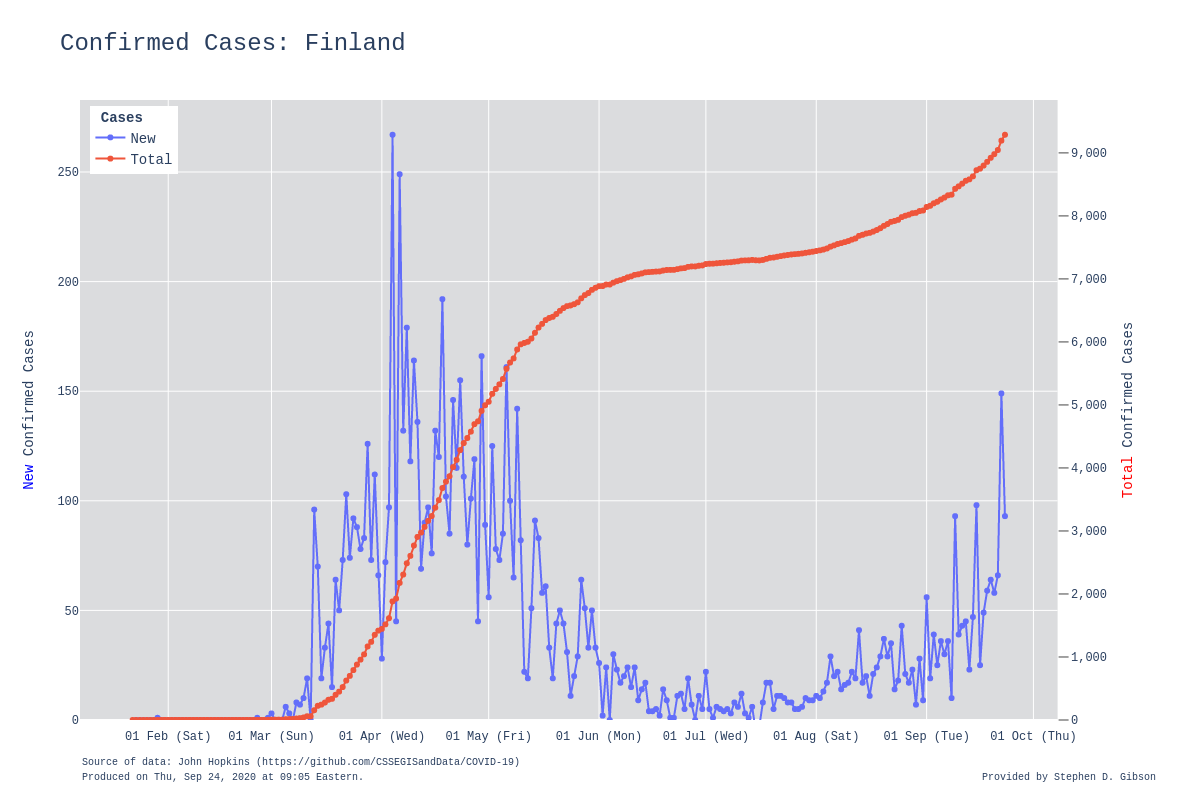 Confirmed Cases: Finland
Cases
New
Total
250
200
150
100
50
0
9,000
8,000
7,000
6,000
5,000
4,000
3,000
2,000
1,000
0
New Confirmed Cases
Total Confirmed Cases
01 Feb (Sat) 01 Mar (Sun) 01 Apr (Wed) 01 May (Fri) 01 Jun (Mon) 01 Jul (Wed) 01 Aug (Sat) 01 Sep (Tue) 01 Oct (Thu)
Source of data: John Hopkins (https://github.com/CSSEGISandData/COVID-19)
Produced on Thu, Sep 24, 2020 at 09:05 Eastern.
Provided by Stephen D. Gibson